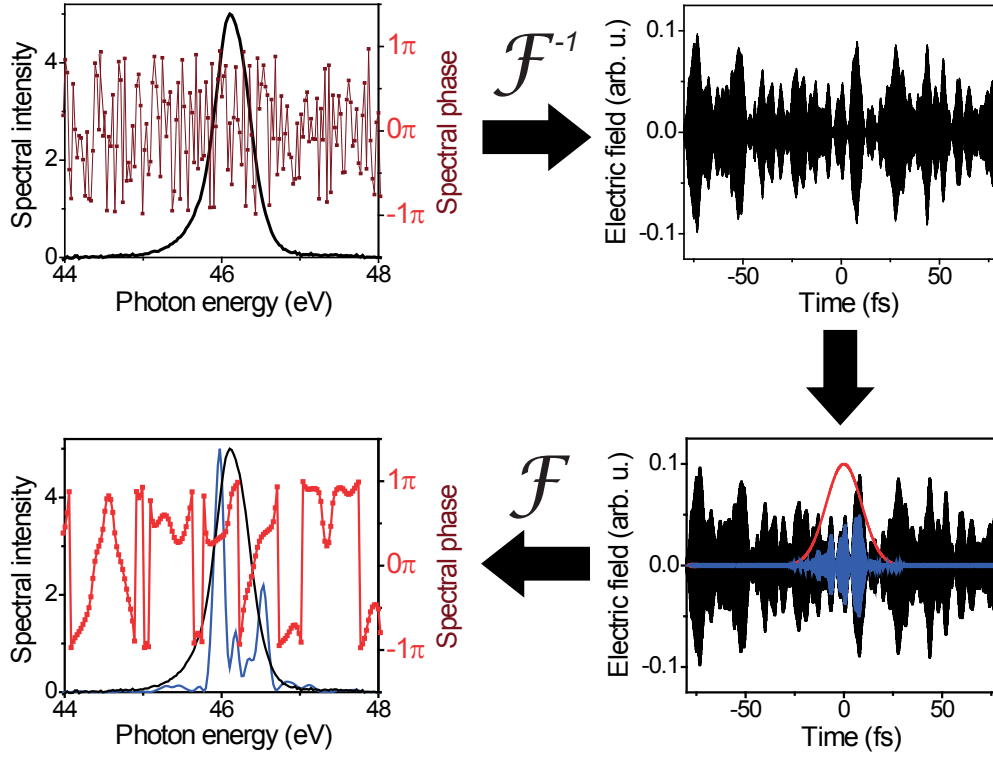 Spectral intensity
4
2
0
44
46
48
Photon energy (eV)
1π
0π
-1π
Spectral phase
ℱ-1
Electric field (arb. u.)
0.1
0.0
-0.1
-50
0
50
Time (fs)
Spectral intensity
4
2
0
44
46
48
Photon energy (eV)
1π
0π
-1π
Spectral phase
ℱ
Electric field (arb. u.)
0.1
0.0
-0.1
-50
0
50
Time (fs)